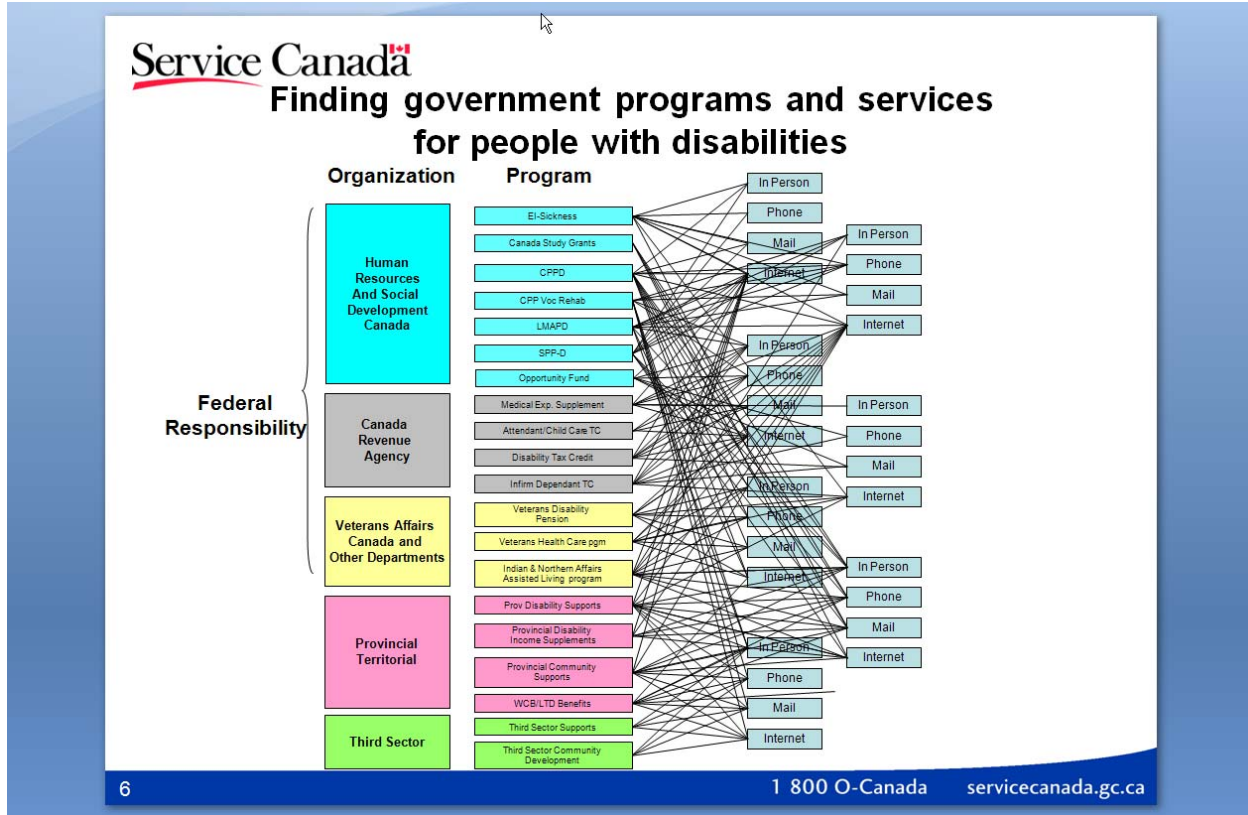 Service Canada
Finding government programs and services
for people with disabilities
Organization
Program
Federal
Responsibility
Human
Resources
And Social
Development
Canada
Canada
Revenue
Agency
Veterans Affairs
Canada and
Other Departments
Provincial
Territorial
Third Sector
EI-Sickness
Canada Study Grants
CPPD
CPP Voc Rehab
LMAPD
SPP-D
Opportunity Fund
Medical Exp. Supplement
Attendant/Child Care TC
Disability Tax Credit
Infirm Dependant TC
Veterans Disability
Pension
Veterans Health Care pgm
Indian & Northern Affairs
Assisted Living program
Prov Disability Supports
Provincial Disability
Income Supplements
Provincial Community
Supports
WCB/LTD Benefits
Third Sector Supports
Third Sector Community
Development
In Person
Phone
Mail
Internet
In Person
Phone
Mail
Internet
In Person
Phone
Mail
Internet
In Person
Phone
Mail
Internet
In Person
Phone
Mail
Internet
In Person
Phone
Mail
Internet
In Person
Phone
Mail
Internet
6
1 800 O-Canada
servicecanada.gc.ca